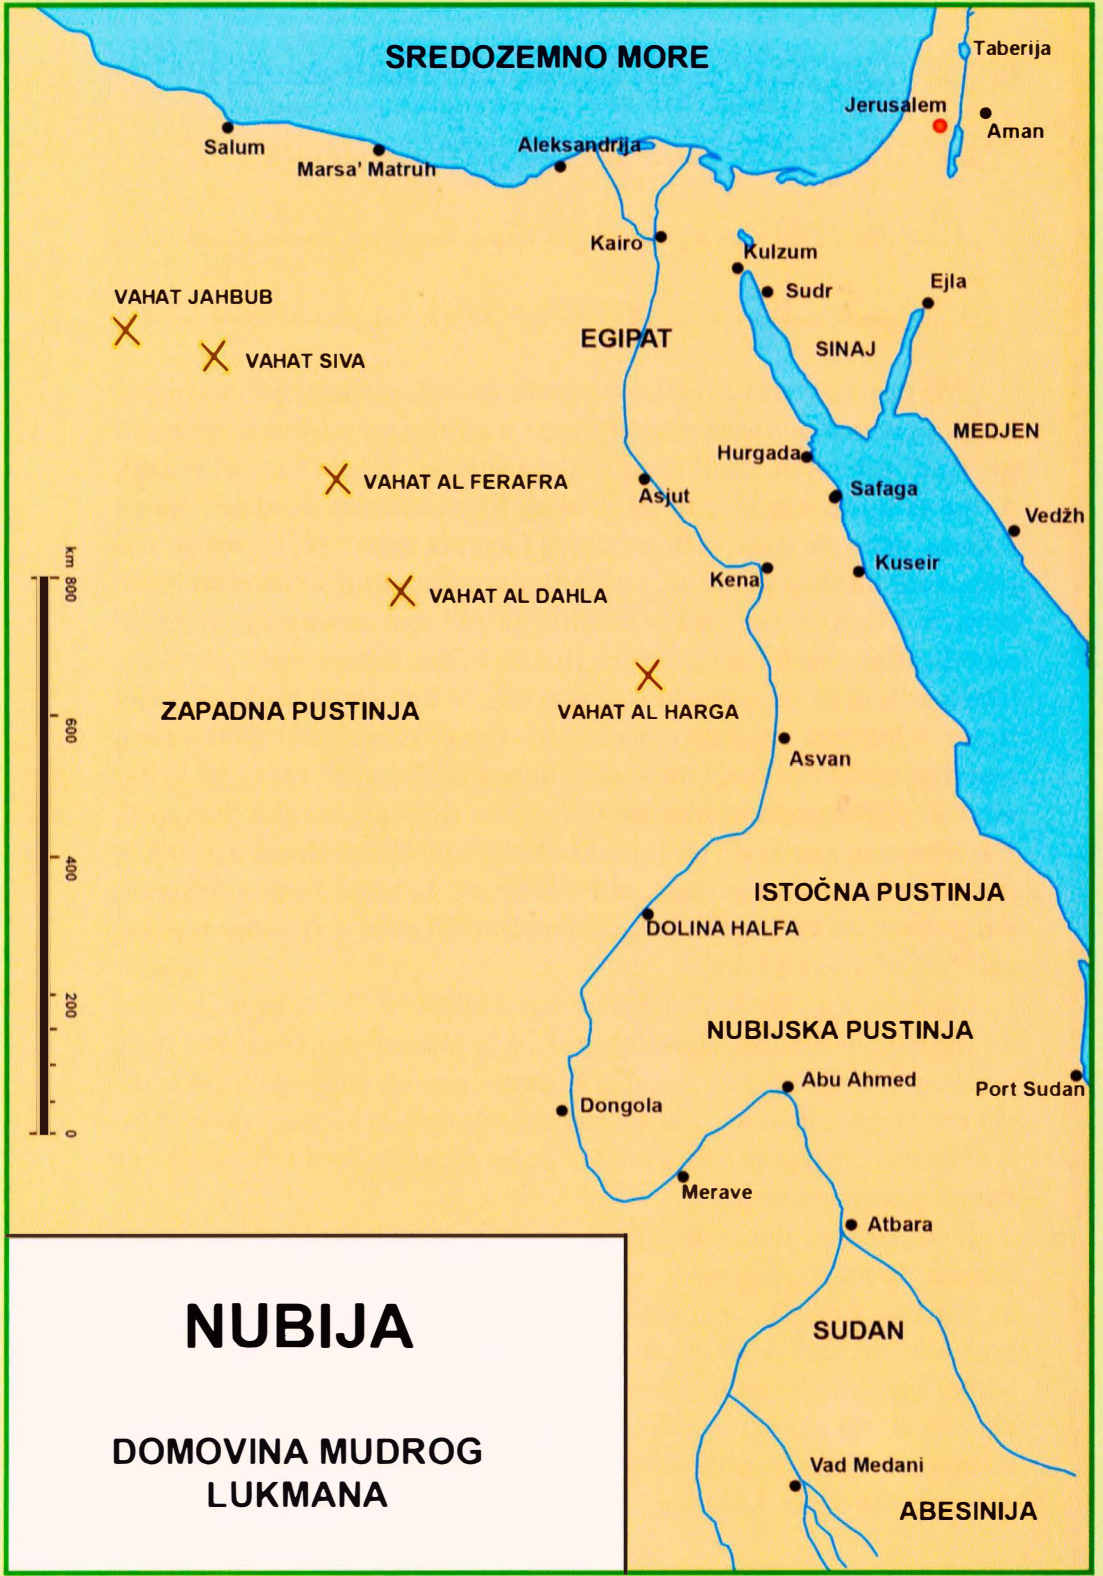 SREDOZEMNO MORE
Taberija
Jerusalem
Aman
Salum
Marsa' Matruh
Aleksandrija
Kairo
Kulzum
Sudr
Ejla
VAHAT JAHBUB
VAHAT SIVA
EGIPAT
SINAJ
MEDJEN
Hurgada
VAHAT AL FERAFRA
Asjut
Safaga
Vedžh
km
800
Kena
Kuseir
VAHAT AL DAHLA
ZAPADNA PUSTINJA
VAHAT AL HARGA
600
Asvan
400
ISTOČNA PUSTINJA
DOLINA HALFA
200
NUBIJSKA PUSTINJA
Abu Ahmed
Port Sudan
Dongola
0
Merave
Atbara
NUBIJA
SUDAN
DOMOVINA MUDROG
LUKMANA
Vad Medani
ABESINIJA